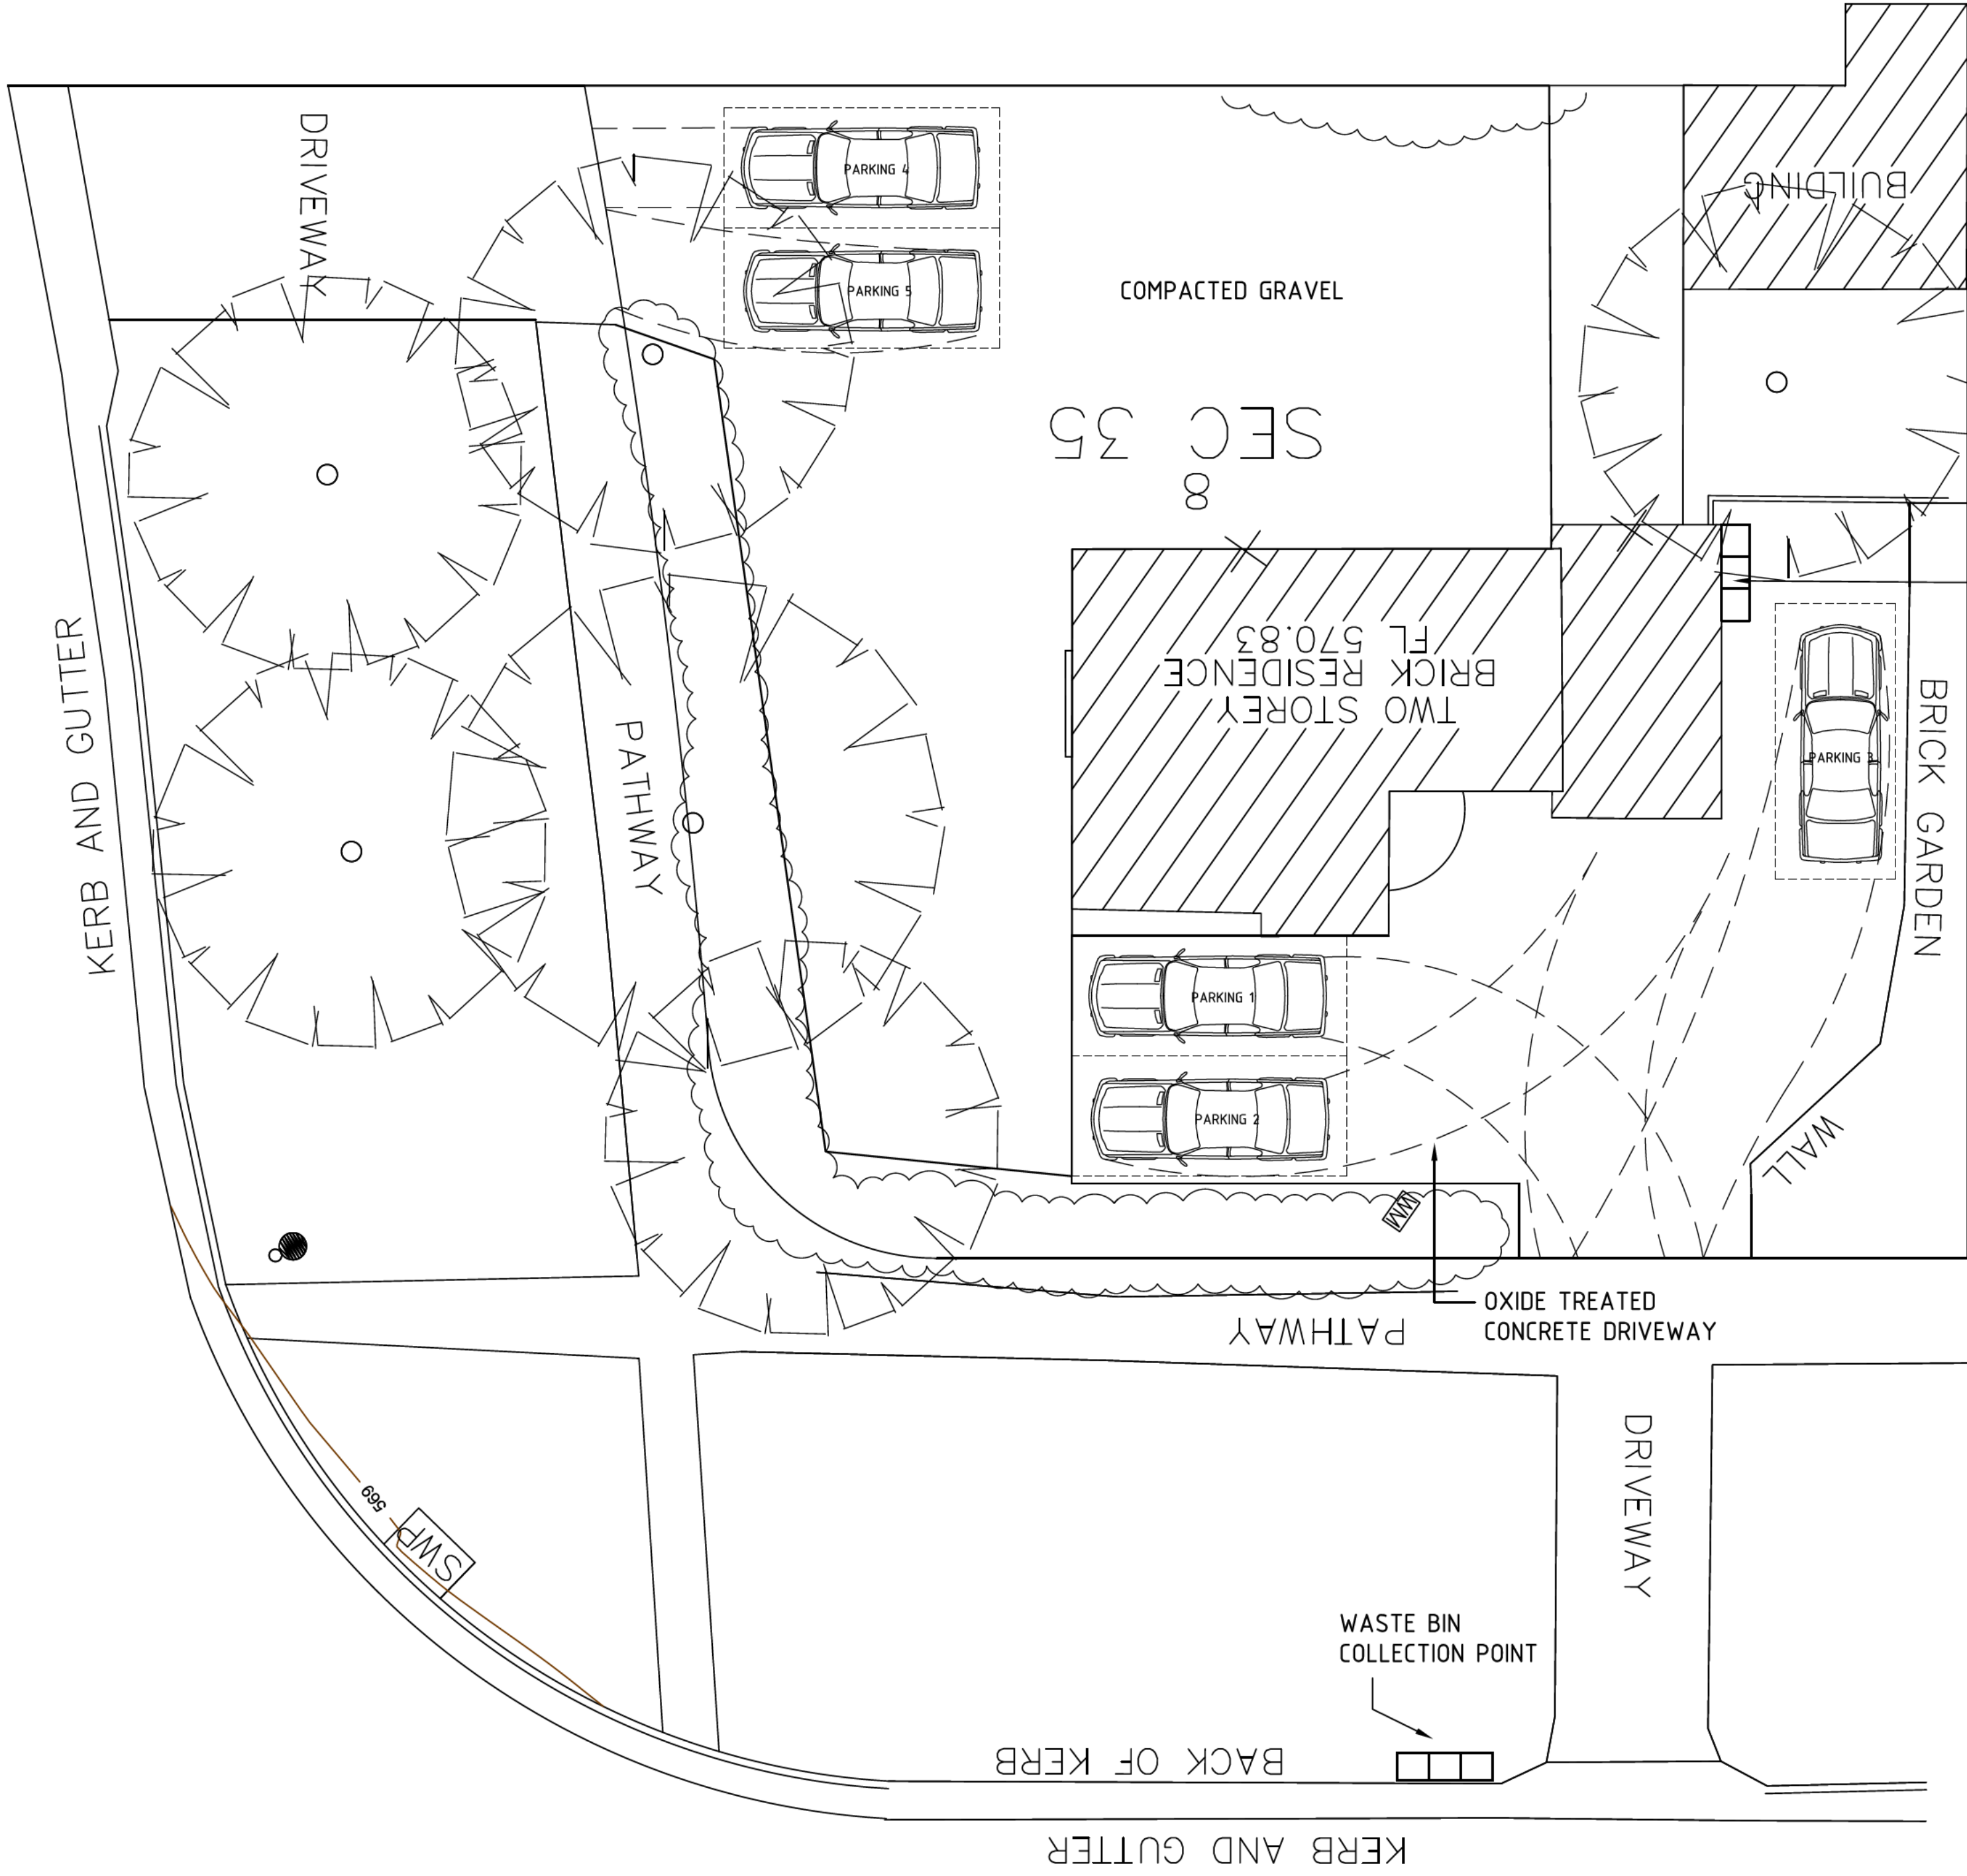 DRIVEWAY
PARKING 4
PARKING 5
COMPACTED GRAVEL
BUILDING
SEC 35
8
TWO STOREY
BRICK RESIDENCE
FL 570.83
PARKING 3
BRICK GARDEN
WALL
KERB AND GUTTER
PATHWAY
PARKING 1
PARKING 2
WM
OXIDE TREATED
CONCRETE DRIVEWAY
PATHWAY
DRIVEWAY
569
SWP
WASTE BIN
COLLECTION POINT
BACK OF KERB
KERB AND GUTTER